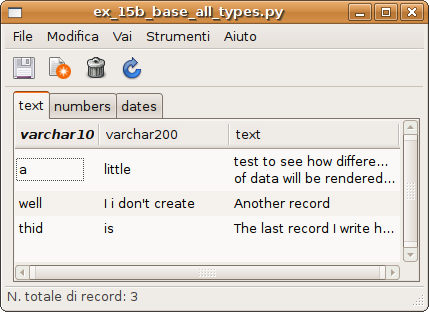 ex_15b_base_all_types.py
File Modifica Vai Strumenti Aiuto
text numbers dates
varchar10 varchar200 text
a little test to see how differe...
of data will be rendered...
well I i don't create Another record
thid is The last record I write h...
N. totale di record: 3